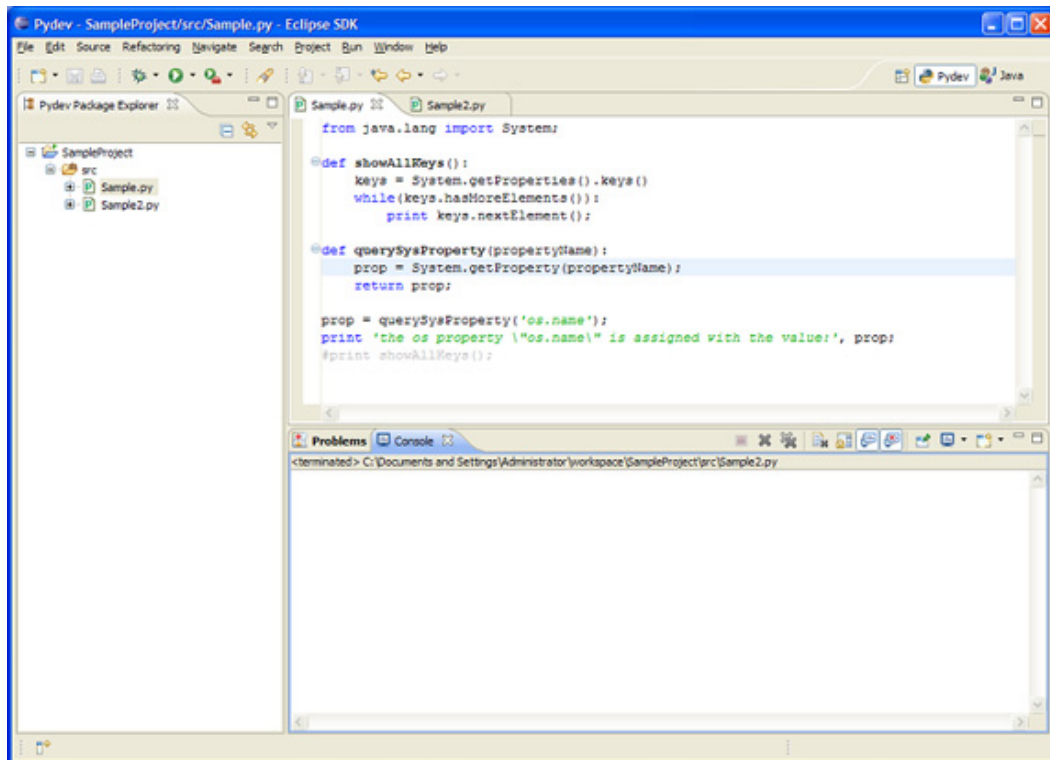 Pydev - SampleProject/src/Sample.py - Eclipse SDK
File Edit Source Refactoring Navigate Search Project Run Window Help
Pydev Java
Pydev Package Explorer
SampleProject
src
Sample.py
Sample2.py
Sample.py Sample2.py
from java.lang import System;
def showAllKeys():
keys = System.getProperties().keys()
while(keys.hasMoreElements()):
print keys.nextElement();
def querySysProperty(propertyName):
prop = System.getProperty(propertyName);
return prop;
prop = querySysProperty('os.name');
print 'the os property \"os.name\" is assigned with the value:', prop;
#print showAllKeys();
Problems Console
<terminated> C:\Documents and Settings\Administrator\workspace\SampleProject\src\Sample2.py